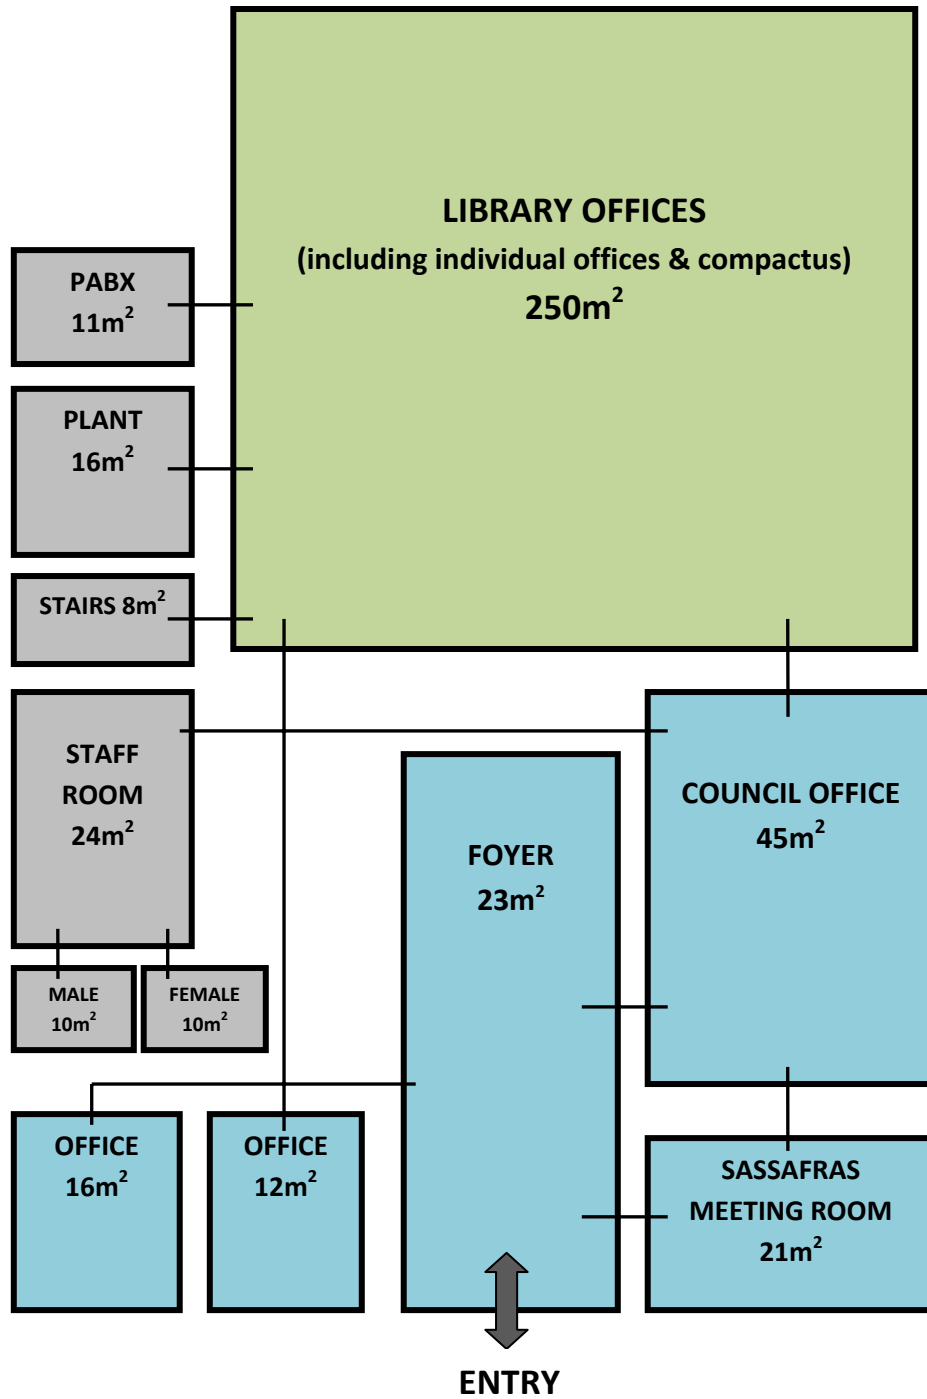 LIBRARY OFFICES
(including individual offices & compactus)
250m²
PABX
11m²
PLANT
16m²
STAIRS 8m²
STAFF
ROOM
24m²
COUNCIL OFFICE
45m²
FOYER
23m²
MALE
10m²
FEMALE
10m²
OFFICE
16m²
OFFICE
12m²
SASSAFRAS
MEETING ROOM
21m²
ENTRY